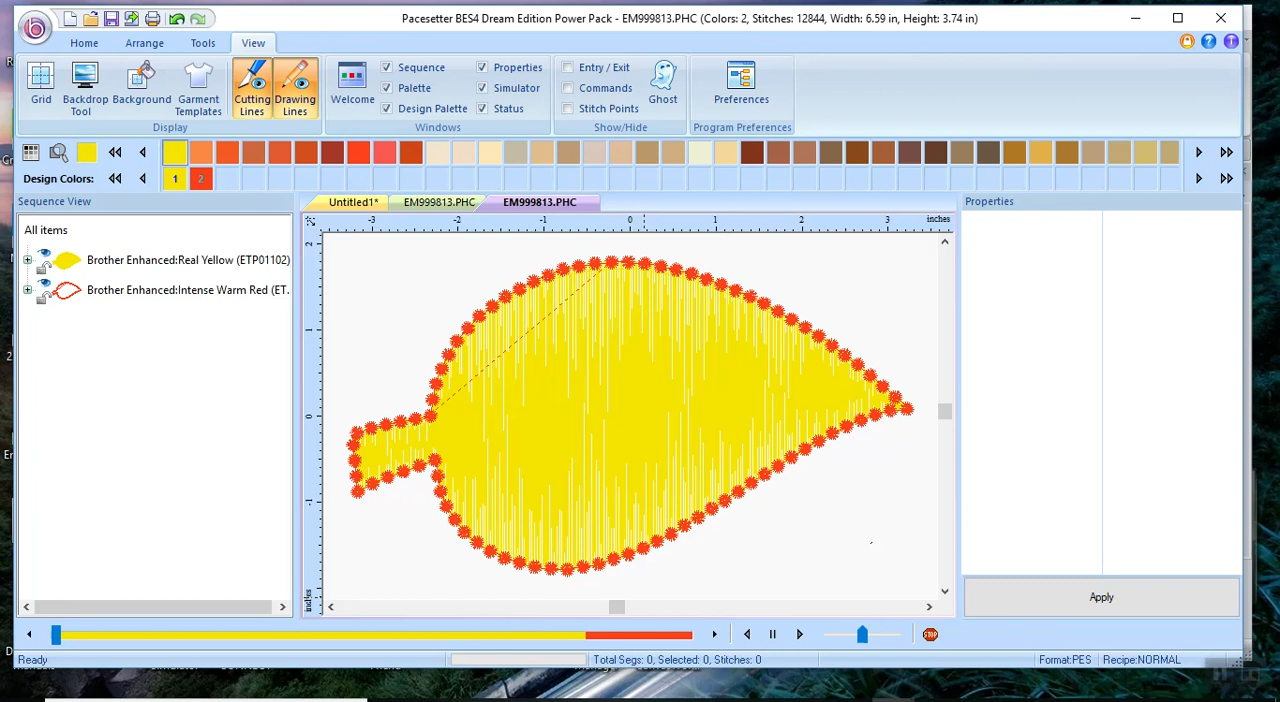 Pacesetter BES4 Dream Edition Power Pack - EM999813.PHC (Colors: 2, Stitches: 12844, Width: 6.59 in, Height: 3.74 in)
Home Arrange Tools View
Grid
Backdrop Tool
Background
Garment Templates
Cutting Lines
Drawing Lines
Display
Welcome
Sequence Properties
Palette Simulator
Design Palette Status
Windows
Entry / Exit
Commands
Stitch Points
Ghost
Show/Hide
Preferences
Program Preferences
Design Colors: 1 2
Sequence View
Untitled1* EM999813.PHC EM999813.PHC
Properties
All items
Brother Enhanced:Real Yellow (ETP01102)
Brother Enhanced:Intense Warm Red (ET.
-3 -2 -1 0 1 2 3 inches
2
1
0
-1
inches
Apply
STOP
Ready
Total Segs: 0, Selected: 0, Stitches: 0
Format:PES
Recipe:NORMAL